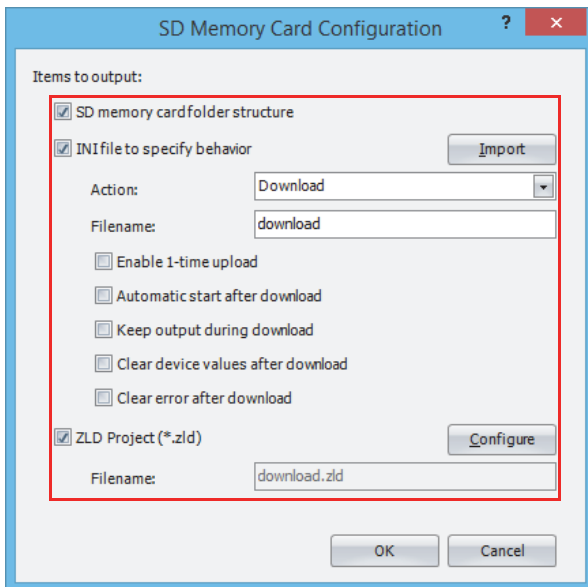 SD Memory Card Configuration ?
Items to output:
SD memory card folder structure
INI file to specify behavior Import
Action: Download
Filename: download
Enable 1-time upload
Automatic start after download
Keep output during download
Clear device values after download
Clear error after download
ZLD Project (*.zld) Configure
Filename: download.zld
OK Cancel